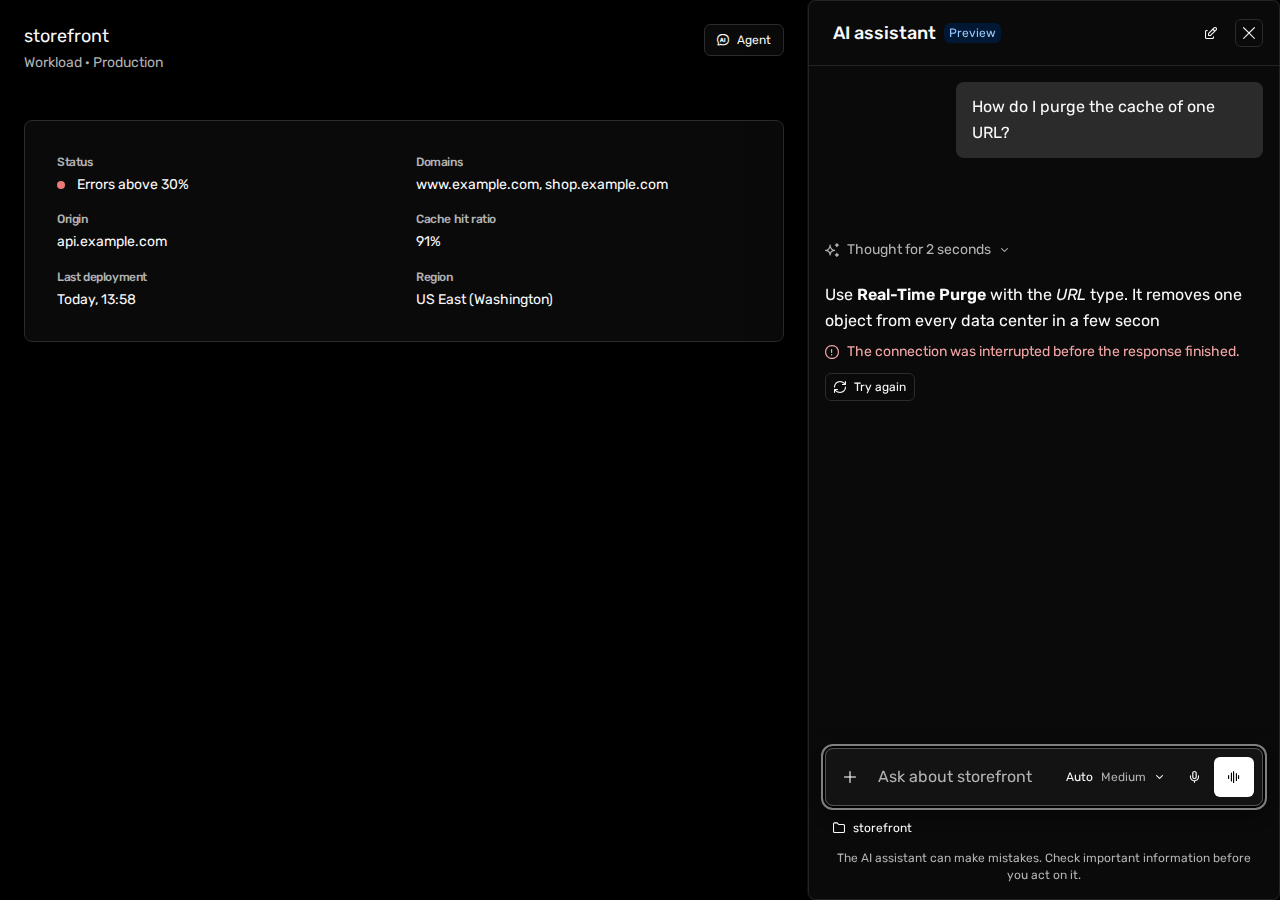 storefront
Workload • Production
Agent
Status
Errors above 30%
Domains
www.example.com, shop.example.com
Origin
api.example.com
Cache hit ratio
91%
Last deployment
Today, 13:58
Region
US East (Washington)
AI assistant
Preview
How do I purge the cache of one
URL?
Thought for 2 seconds
Use Real-Time Purge with the URL type. It removes one
object from every data center in a few secon
The connection was interrupted before the response finished.
Try again
Ask about storefront
Auto Medium
storefront
The AI assistant can make mistakes. Check important information before
you act on it.